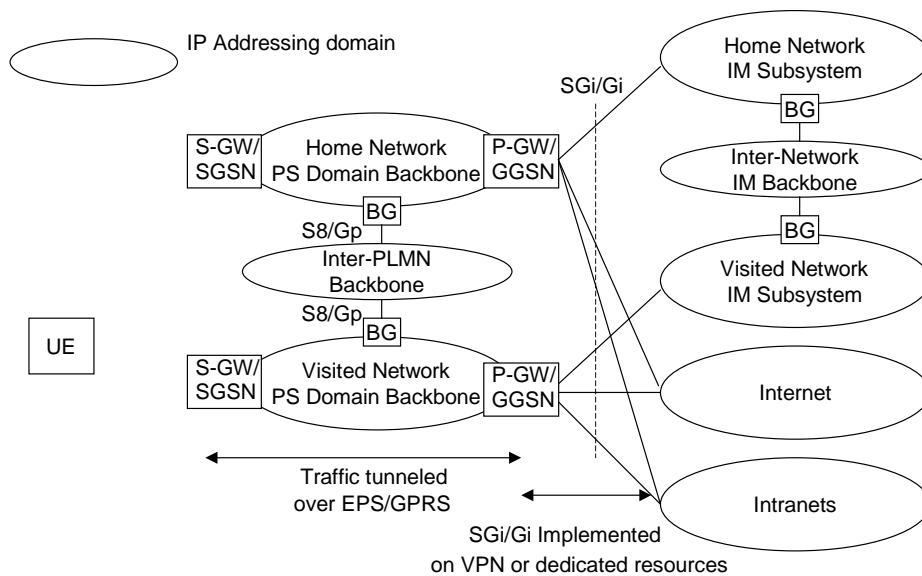 IP Addressing domain
Home Network
IM Subsystem
SGi/Gi
BG
S-GW/
SGSN
Home Network
PS Domain Backbone
P-GW/
GGSN
Inter-Network
IM Backbone
BG
S8/Gp
BG
Inter-PLMN
Backbone
Visited Network
IM Subsystem
S8/Gp
BG
UE
S-GW/
SGSN
Visited Network
PS Domain Backbone
P-GW/
GGSN
Internet
Traffic tunneled
over EPS/GPRS
Intranets
SGi/Gi Implemented
on VPN or dedicated resources